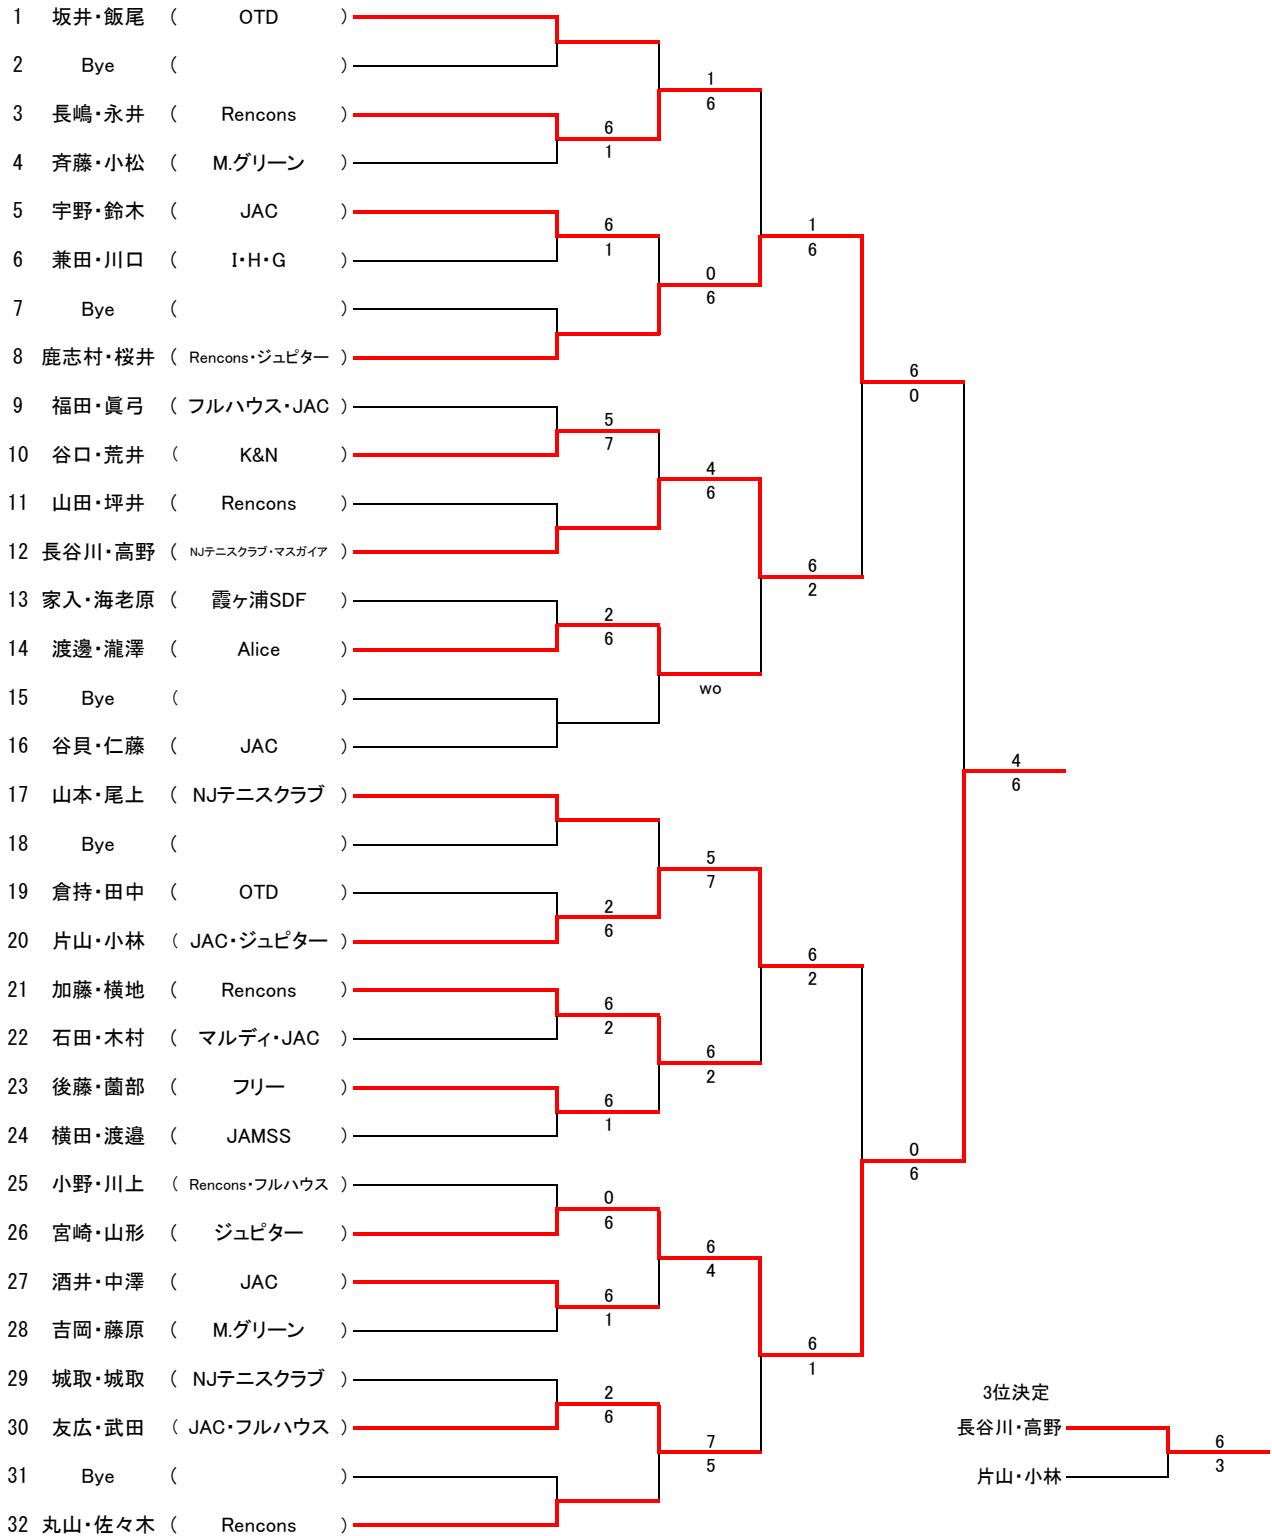 1 坂井・飯尾 ( OTD )
2 Bye ( )
1
6
3 長嶋・永井 ( Rencons )
6
1
4 斉藤・小松 ( M.グリーン )
5 宇野・鈴木 ( JAC )
6
1
1
6
6 兼田・川口 ( I・H・G )
0
6
7 Bye ( )
8 鹿志村・桜井 ( Rencons・ジュピター )
6
0
9 福田・眞弓 ( フルハウス・JAC )
5
7
10 谷口・荒井 ( K&N )
4
6
11 山田・坪井 ( Rencons )
12 長谷川・高野 ( NJテニスクラブ・マスガイア )
6
2
13 家入・海老原 ( 霞ヶ浦SDF )
2
6
14 渡邊・瀧澤 ( Alice )
wo
15 Bye ( )
16 谷貝・仁藤 ( JAC )
4
6
17 山本・尾上 ( NJテニスクラブ )
18 Bye ( )
5
7
19 倉持・田中 ( OTD )
2
6
20 片山・小林 ( JAC・ジュピター )
6
2
21 加藤・横地 ( Rencons )
6
2
22 石田・木村 ( マルディ・JAC )
6
2
23 後藤・薗部 ( フリー )
6
1
24 横田・渡邉 ( JAMSS )
0
6
25 小野・川上 ( Rencons・フルハウス )
0
6
26 宮崎・山形 ( ジュピター )
6
4
27 酒井・中澤 ( JAC )
6
1
28 吉岡・藤原 ( M.グリーン )
6
1
29 城取・城取 ( NJテニスクラブ )
2
6
30 友広・武田 ( JAC・フルハウス )
7
5
31 Bye ( )
32 丸山・佐々木 ( Rencons )
3位決定
長谷川・高野
6
3
片山・小林